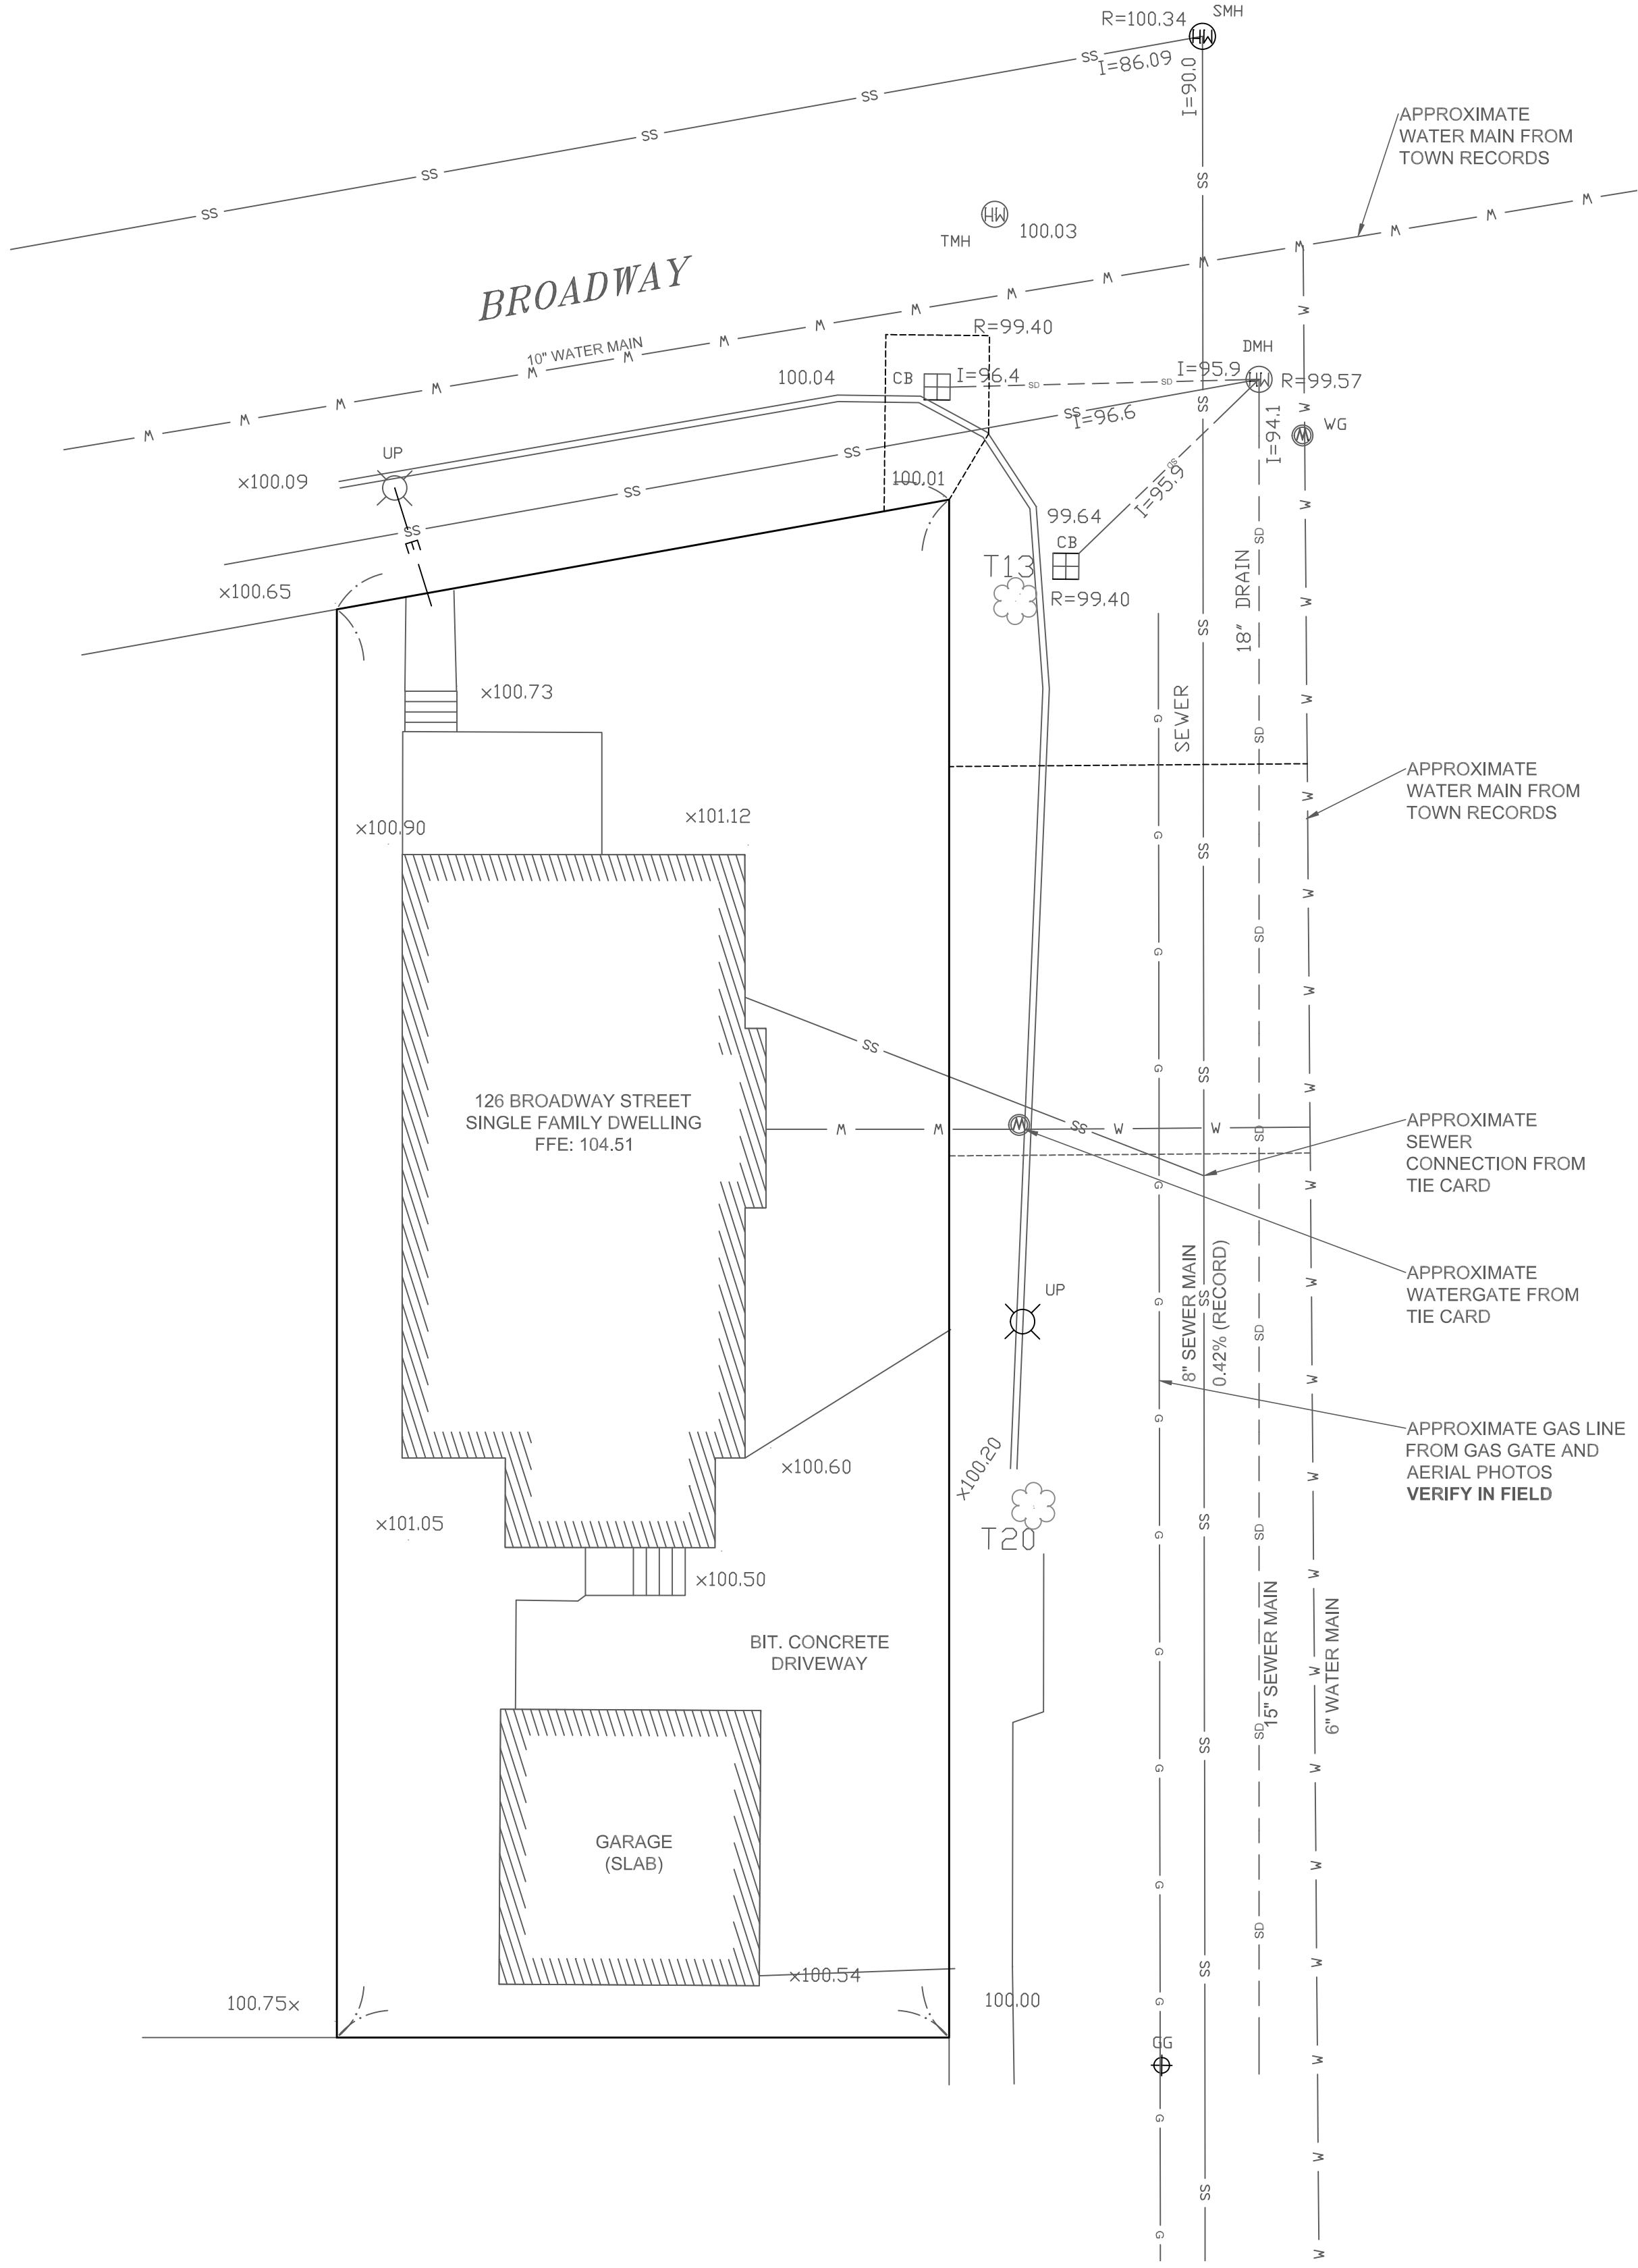 SMH
R=100.34
SS
I=86.09
I=90.0
SS
SS
SS
SS
APPROXIMATE
WATER MAIN FROM
TOWN RECORDS
SS
TMH
100.03
BROADWAY
10" WATER MAIN
R=99.40
CB
I=96.4
SD
SD
I=95.9
DMH
R=99.57
100.04
SS
I=96.6
I=94.1
WG
UP
×100.09
SS
SS
SS
E
100.01
I=95.9
99.64
CB
T13
R=99.40
×100.65
18" DRAIN
SEWER
×100.73
×100.90
×101.12
APPROXIMATE
WATER MAIN FROM
TOWN RECORDS
SS
126 BROADWAY STREET
SINGLE FAMILY DWELLING
FFE: 104.51
SS
W
W
APPROXIMATE
SEWER
CONNECTION FROM
TIE CARD
APPROXIMATE
WATERGATE FROM
TIE CARD
UP
8" SEWER MAIN
0.42% (RECORD)
APPROXIMATE GAS LINE
FROM GAS GATE AND
AERIAL PHOTOS
VERIFY IN FIELD
×100.20
×100.60
×101.05
T20
×100.50
BIT. CONCRETE
DRIVEWAY
15" SEWER MAIN
6" WATER MAIN
GARAGE
(SLAB)
×100.54
100.75×
100.00
GG